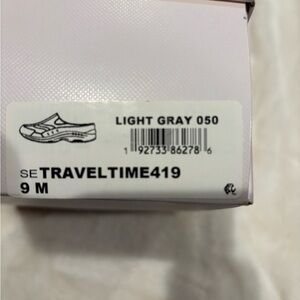 LIGHT GRAY 050
1 92733 86278 6
SE TRAVELTIME419
9 M